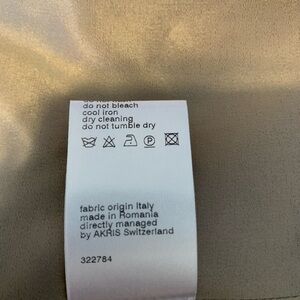 do not bleach
cool iron
dry cleaning
do not tumble dry
P
fabric origin Italy
made in Romania
directly managed
by AKRIS Switzerland
322784